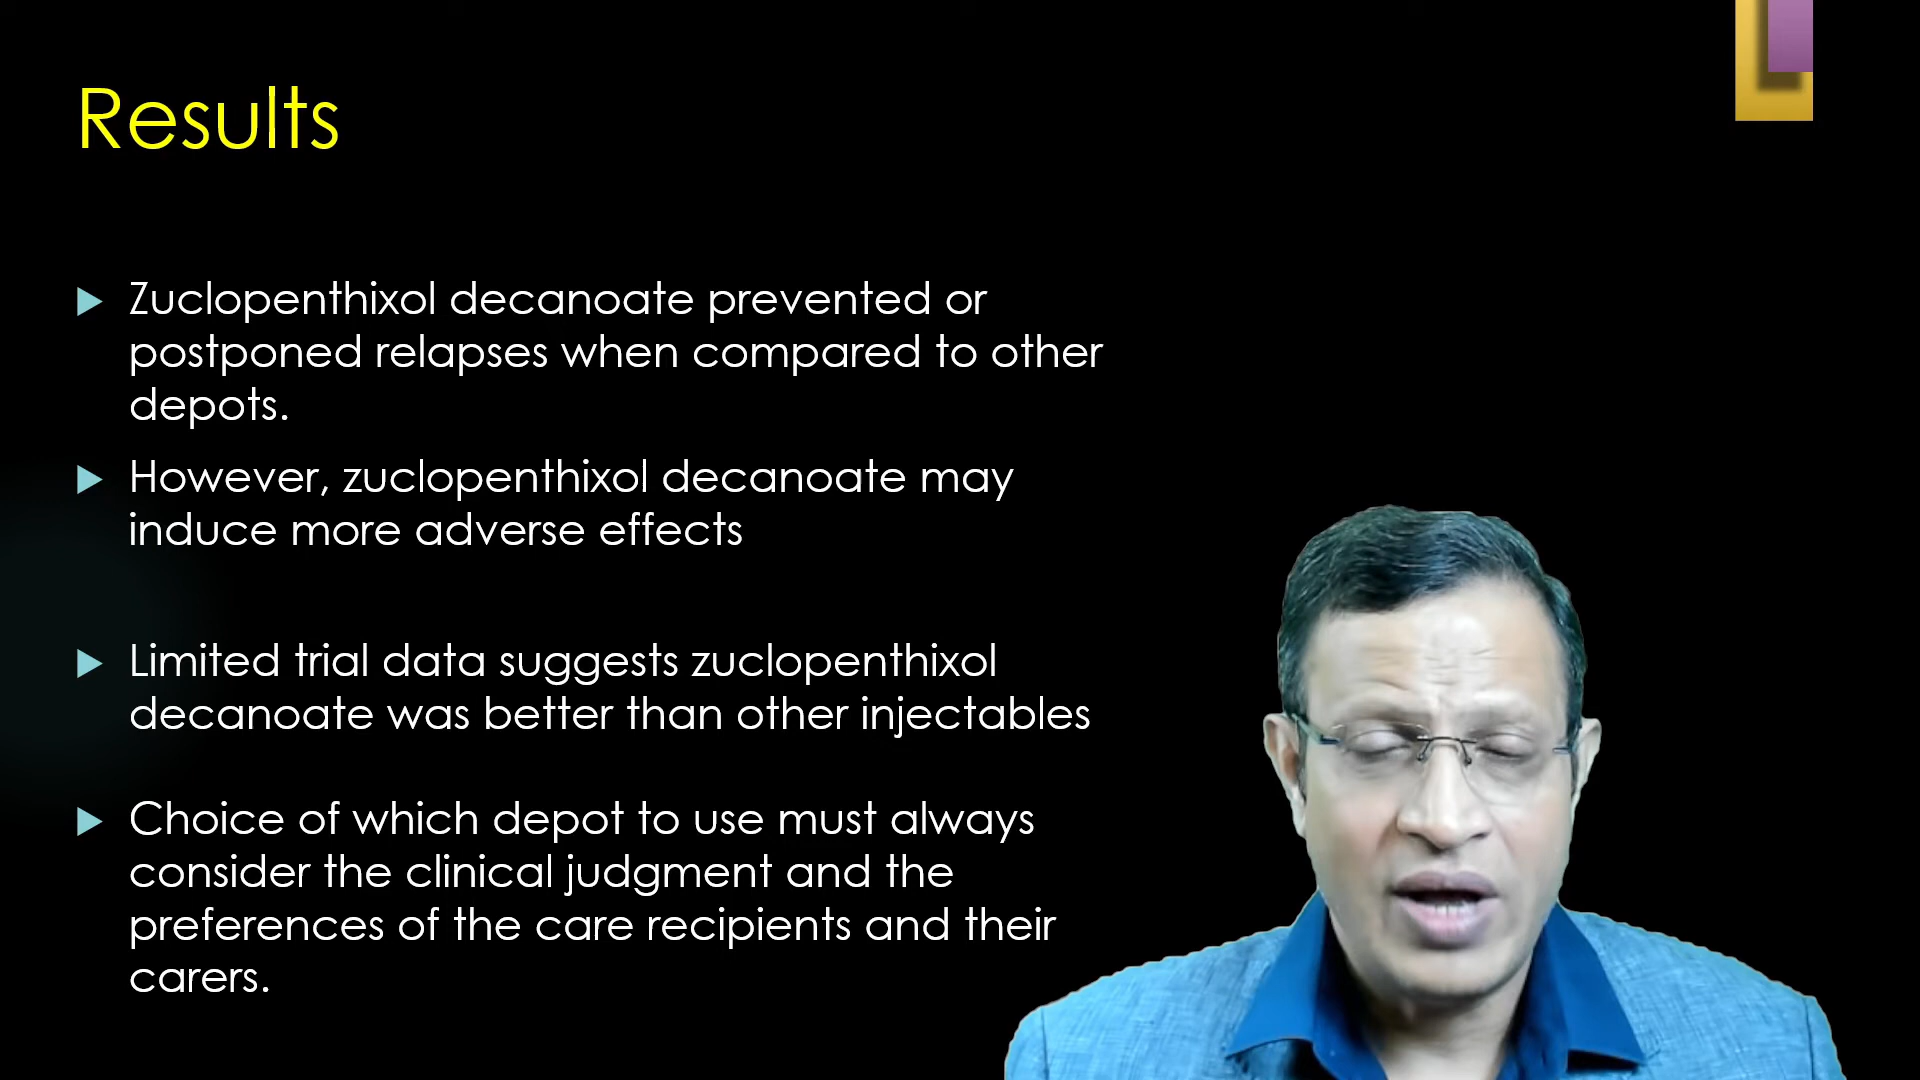 Results
Zuclopenthixol decanoate prevented or
postponed relapses when compared to other
depots.
However, zuclopenthixol decanoate may
induce more adverse effects
Limited trial data suggests zuclopenthixol
decanoate was better than other injectables
Choice of which depot to use must always
consider the clinical judgment and the
preferences of the care recipients and their
carers.